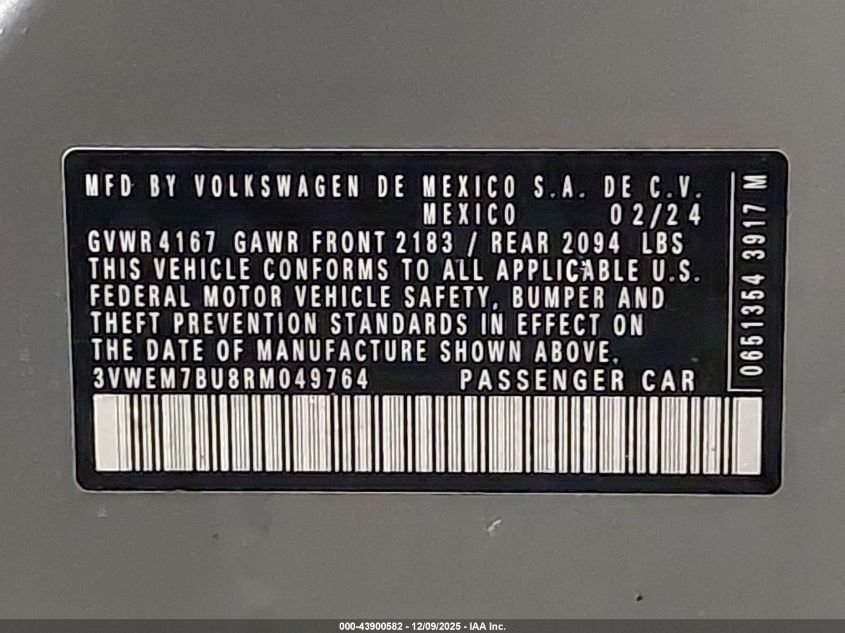 MFD BY VOLKSWAGEN DE MEXICO S.A. DE C.V.
MEXICO 02/24
GVWR 4167 GAWR FRONT 2183 / REAR 2094 LBS
THIS VEHICLE CONFORMS TO ALL APPLICABLE U.S.
FEDERAL MOTOR VEHICLE SAFETY, BUMPER AND
THEFT PREVENTION STANDARDS IN EFFECT ON
THE DATE OF MANUFACTURE SHOWN ABOVE.
3VWEM7BU8RM049764 PASSENGER CAR
0651354 3917 M
000-43900582 - 12/09/2025 - IAA Inc.